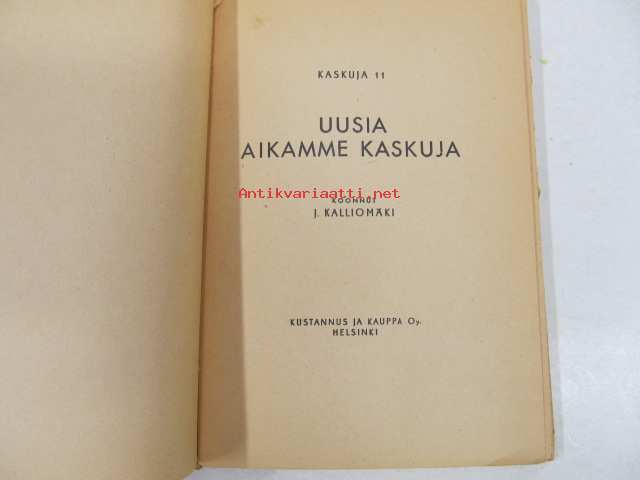 KASKUJA 11
UUSIA
AIKAMME KASKUJA
Antikvariaatti.net
KOONNUT
J. KALLIOMÄKI
KUSTANNUS JA KAUPPA Oy.
HELSINKI